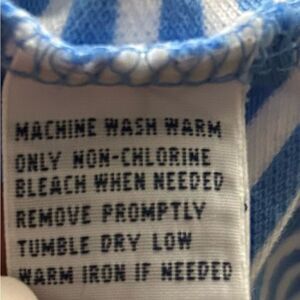 MACHINE WASH WARM
ONLY NON-CHLORINE
BLEACH WHEN NEEDED
REMOVE PROMPTLY
TUMBLE DRY LOW
WARM IRON IF NEEDED